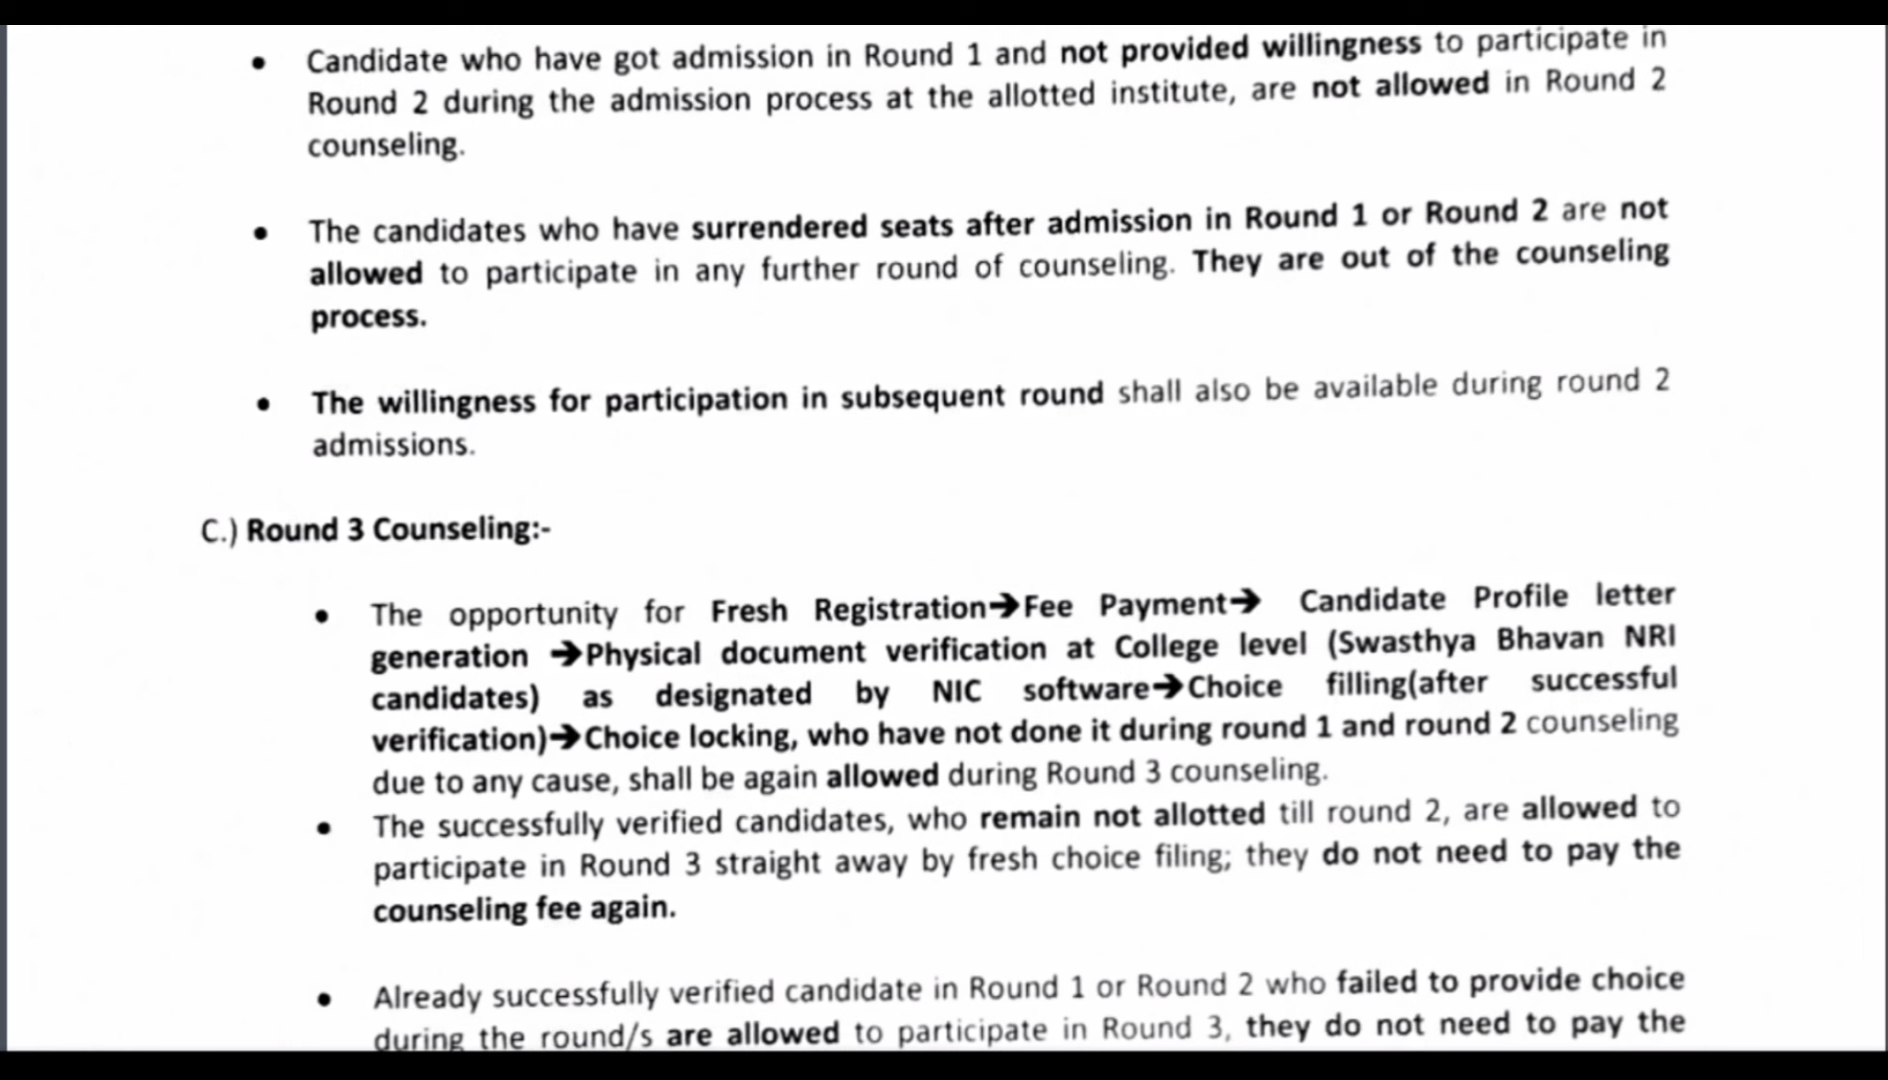 • Candidate who have got admission in Round 1 and not provided willingness to participate in
Round 2 during the admission process at the allotted institute, are not allowed in Round 2
counseling.
• The candidates who have surrendered seats after admission in Round 1 or Round 2 are not
allowed to participate in any further round of counseling. They are out of the counseling
process.
• The willingness for participation in subsequent round shall also be available during round 2
admissions.
C.) Round 3 Counseling:-
• The opportunity for Fresh Registration➔Fee Payment➔ Candidate Profile letter
generation ➔Physical document verification at College level (Swasthya Bhavan NRI
candidates) as designated by NIC software➔Choice filling(after successful
verification)➔Choice locking, who have not done it during round 1 and round 2 counseling
due to any cause, shall be again allowed during Round 3 counseling.
• The successfully verified candidates, who remain not allotted till round 2, are allowed to
participate in Round 3 straight away by fresh choice filing; they do not need to pay the
counseling fee again.
• Already successfully verified candidate in Round 1 or Round 2 who failed to provide choice
during the round/s are allowed to participate in Round 3, they do not need to pay the